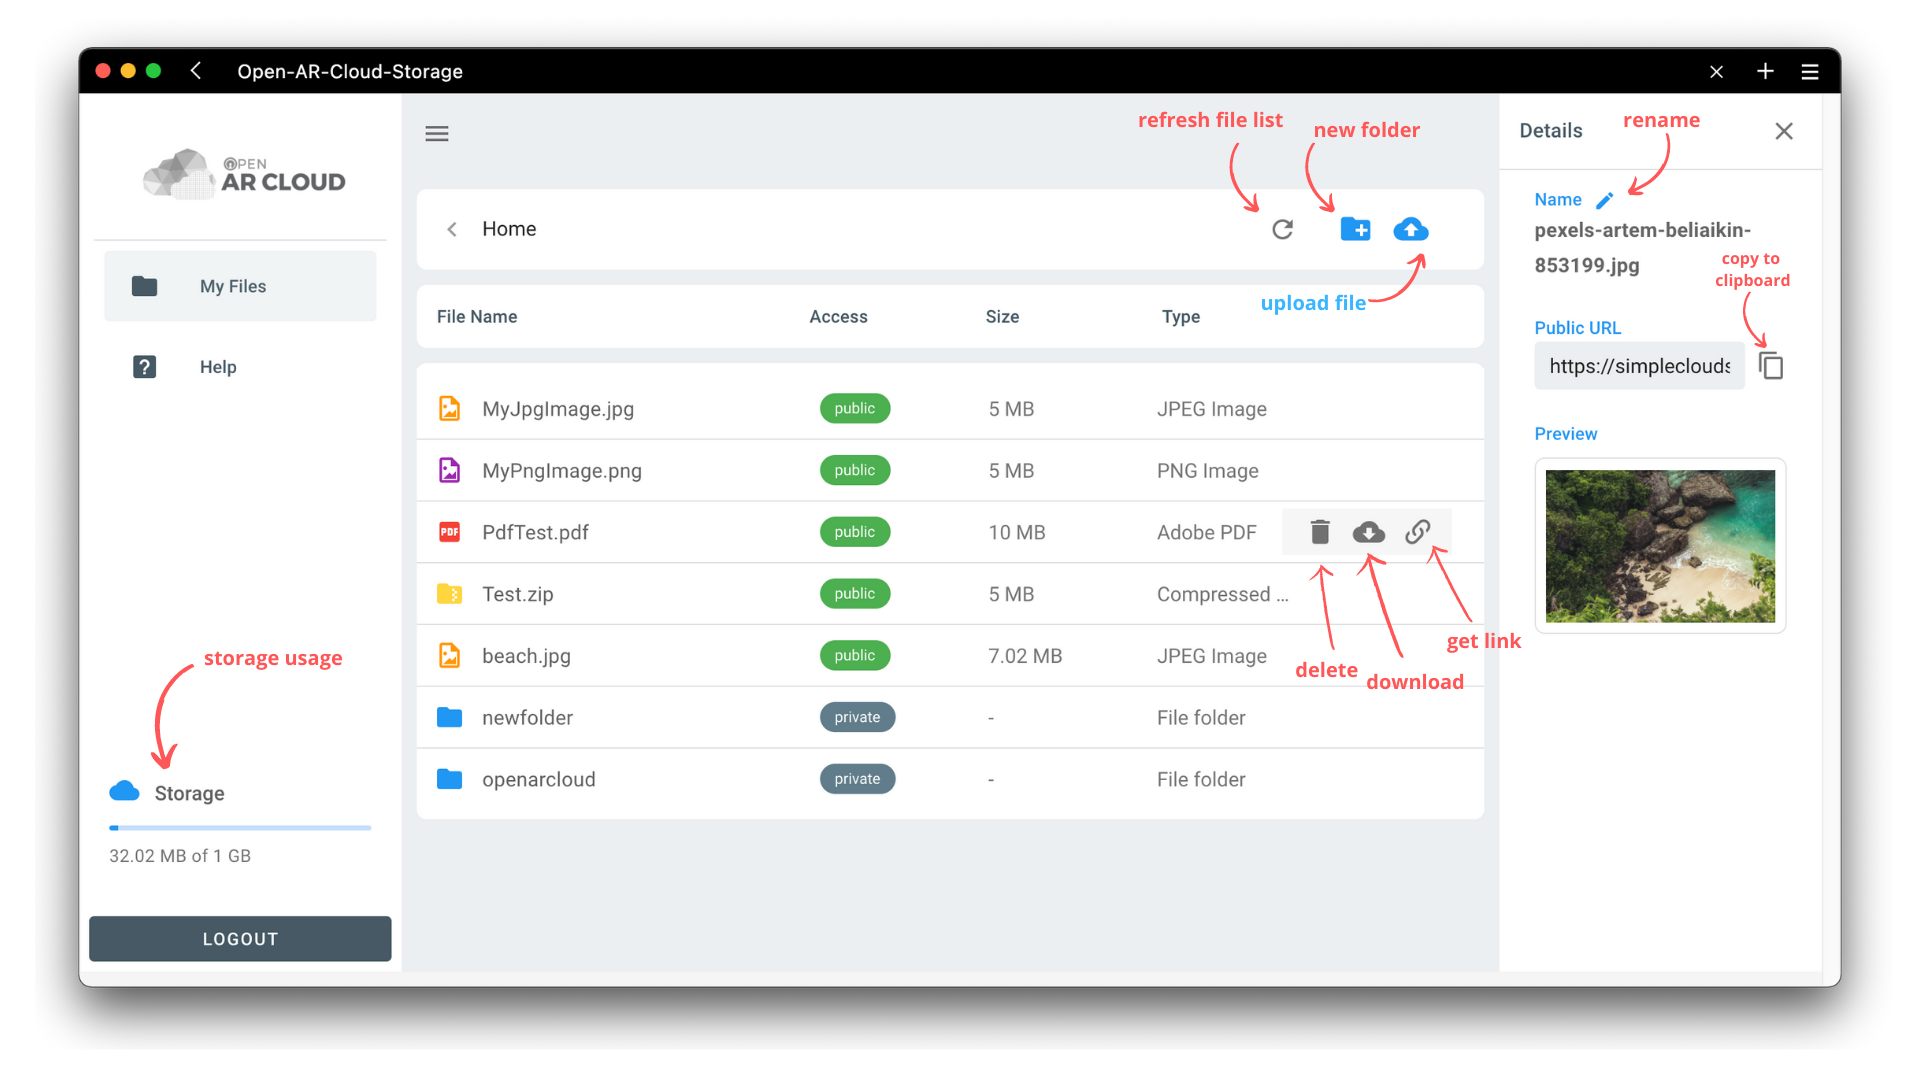 Open-AR-Cloud-Storage
OPEN
AR CLOUD
My Files
Help
storage usage
Storage
32.02 MB of 1 GB
LOGOUT
refresh file list
new folder
Home
upload file
File Name Access Size Type
MyJpgImage.jpg public 5 MB JPEG Image
MyPngImage.png public 5 MB PNG Image
PDF PdfTest.pdf public 10 MB Adobe PDF
Test.zip public 5 MB Compressed ...
beach.jpg public 7.02 MB JPEG Image
newfolder private - File folder
openarcloud private - File folder
delete
download
get link
Details
rename
Name
pexels-artem-beliaikin-
853199.jpg
copy to
clipboard
Public URL
https://simpleclouds
Preview